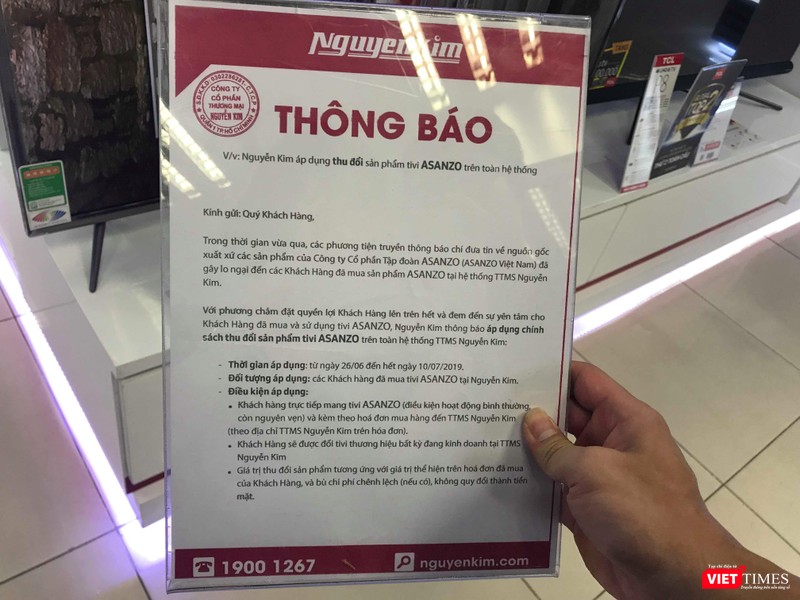 Nguyenkim
S.Đ.K.D: 0302286281-C.T.C.P
CÔNG TY
CỔ PHẦN
THƯƠNG MẠI
NGUYỄN KIM
QUẬN 1 TP HỒ CHÍ MINH
THÔNG BÁO
V/v: Nguyễn Kim áp dụng thu đổi sản phẩm tivi ASANZO trên toàn hệ thống
Kính gửi: Quý Khách Hàng,
Trong thời gian vừa qua, các phương tiện truyền thông báo chí đưa tin về nguồn gốc
xuất xứ các sản phẩm của Công ty Cổ phần Tập đoàn ASANZO (ASANZO Việt Nam) đã
gây lo ngại đến các Khách Hàng đã mua sản phẩm ASANZO tại hệ thống TTMS Nguyễn
Kim.
Với phương châm đặt quyền lợi Khách Hàng lên trên hết và đem đến sự yên tâm cho
Khách Hàng đã mua và sử dụng tivi ASANZO, Nguyễn Kim thông báo áp dụng chính
sách thu đổi sản phẩm tivi ASANZO trên toàn hệ thống TTMS Nguyễn Kim:
- Thời gian áp dụng: từ ngày 26/06 đến hết ngày 10/07/2019.
- Đối tượng áp dụng: các Khách hàng đã mua tivi ASANZO tại Nguyễn Kim.
- Điều kiện áp dụng:
• Khách hàng trực tiếp mang tivi ASANZO (điều kiện hoạt động bình thường,
còn nguyên vẹn) và kèm theo hoá đơn mua hàng đến TTMS Nguyễn Kim
(theo địa chỉ TTMS Nguyễn Kim trên hóa đơn).
• Khách Hàng sẽ được đổi tivi thương hiệu bất kỳ đang kinh doanh tại TTMS
Nguyễn Kim
• Giá trị thu đổi sản phẩm tương ứng với giá trị thể hiện trên hoá đơn đã mua
của Khách Hàng, và bù chi phí chênh lệch (nếu có), không quy đổi thành tiền
mặt.
1900 1267
nguyenkim.com
TCL
Tạp chí điện tử
VIETTIMES